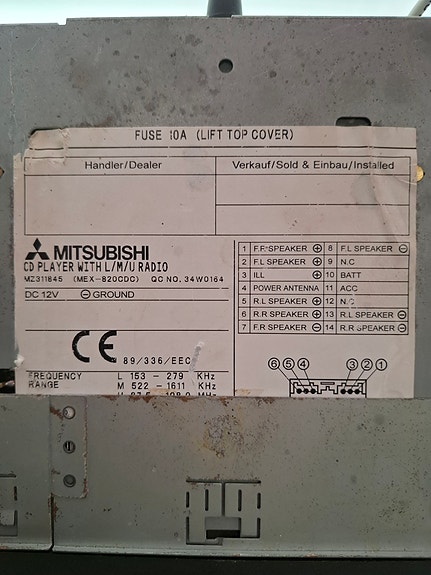 FUSE 10A (LIFT TOP COVER)
Handler/Dealer
Verkauf/Sold & Einbau/Installed
MITSUBISHI
CD PLAYER WITH L/M/U RADIO
MZ311845 (MEX-820CDC) QC NO. 34W0164
DC 12V ⊖ GROUND
CE 89/336/EEC
FREQUENCY L 153 - 279 KHz
RANGE M 522 - 1611 KHz
1 F.R SPEAKER ⊕ 8 F.L SPEAKER ⊖
2 F.L SPEAKER ⊕ 9 N.C
3 ILL ⊕ 10 BATT
4 POWER ANTENNA ⊕ 11 ACC
5 R.L SPEAKER ⊕ 12 N.C
6 R.R SPEAKER ⊕ 13 R.L SPEAKER ⊖
7 F.R SPEAKER ⊖ 14 R.R SPEAKER ⊖
⑥ ⑤ ④ ③ ② ①